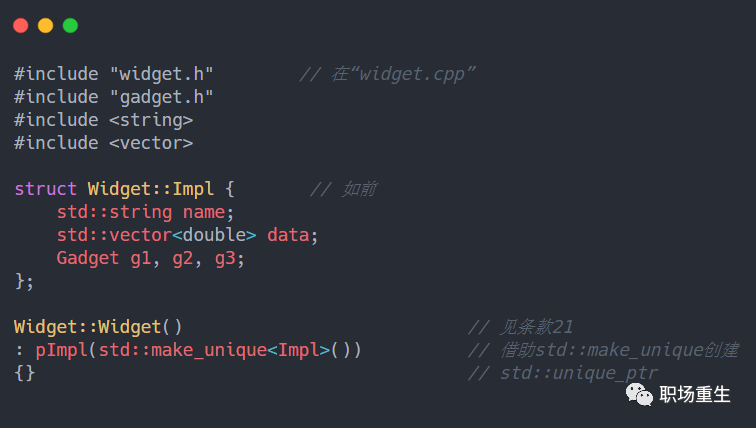 #include "widget.h"        // 在“widget.cpp”
#include "gadget.h"
#include <string>
#include <vector>
struct Widget::Impl {       // 如前
    std::string name;
    std::vector<double> data;
    Gadget g1, g2, g3;
};
Widget::Widget()                           // 见条款21
: pImpl(std::make_unique<Impl>())          // 借助std::make_unique创建
{}                                         // std::unique_ptr
职场重生